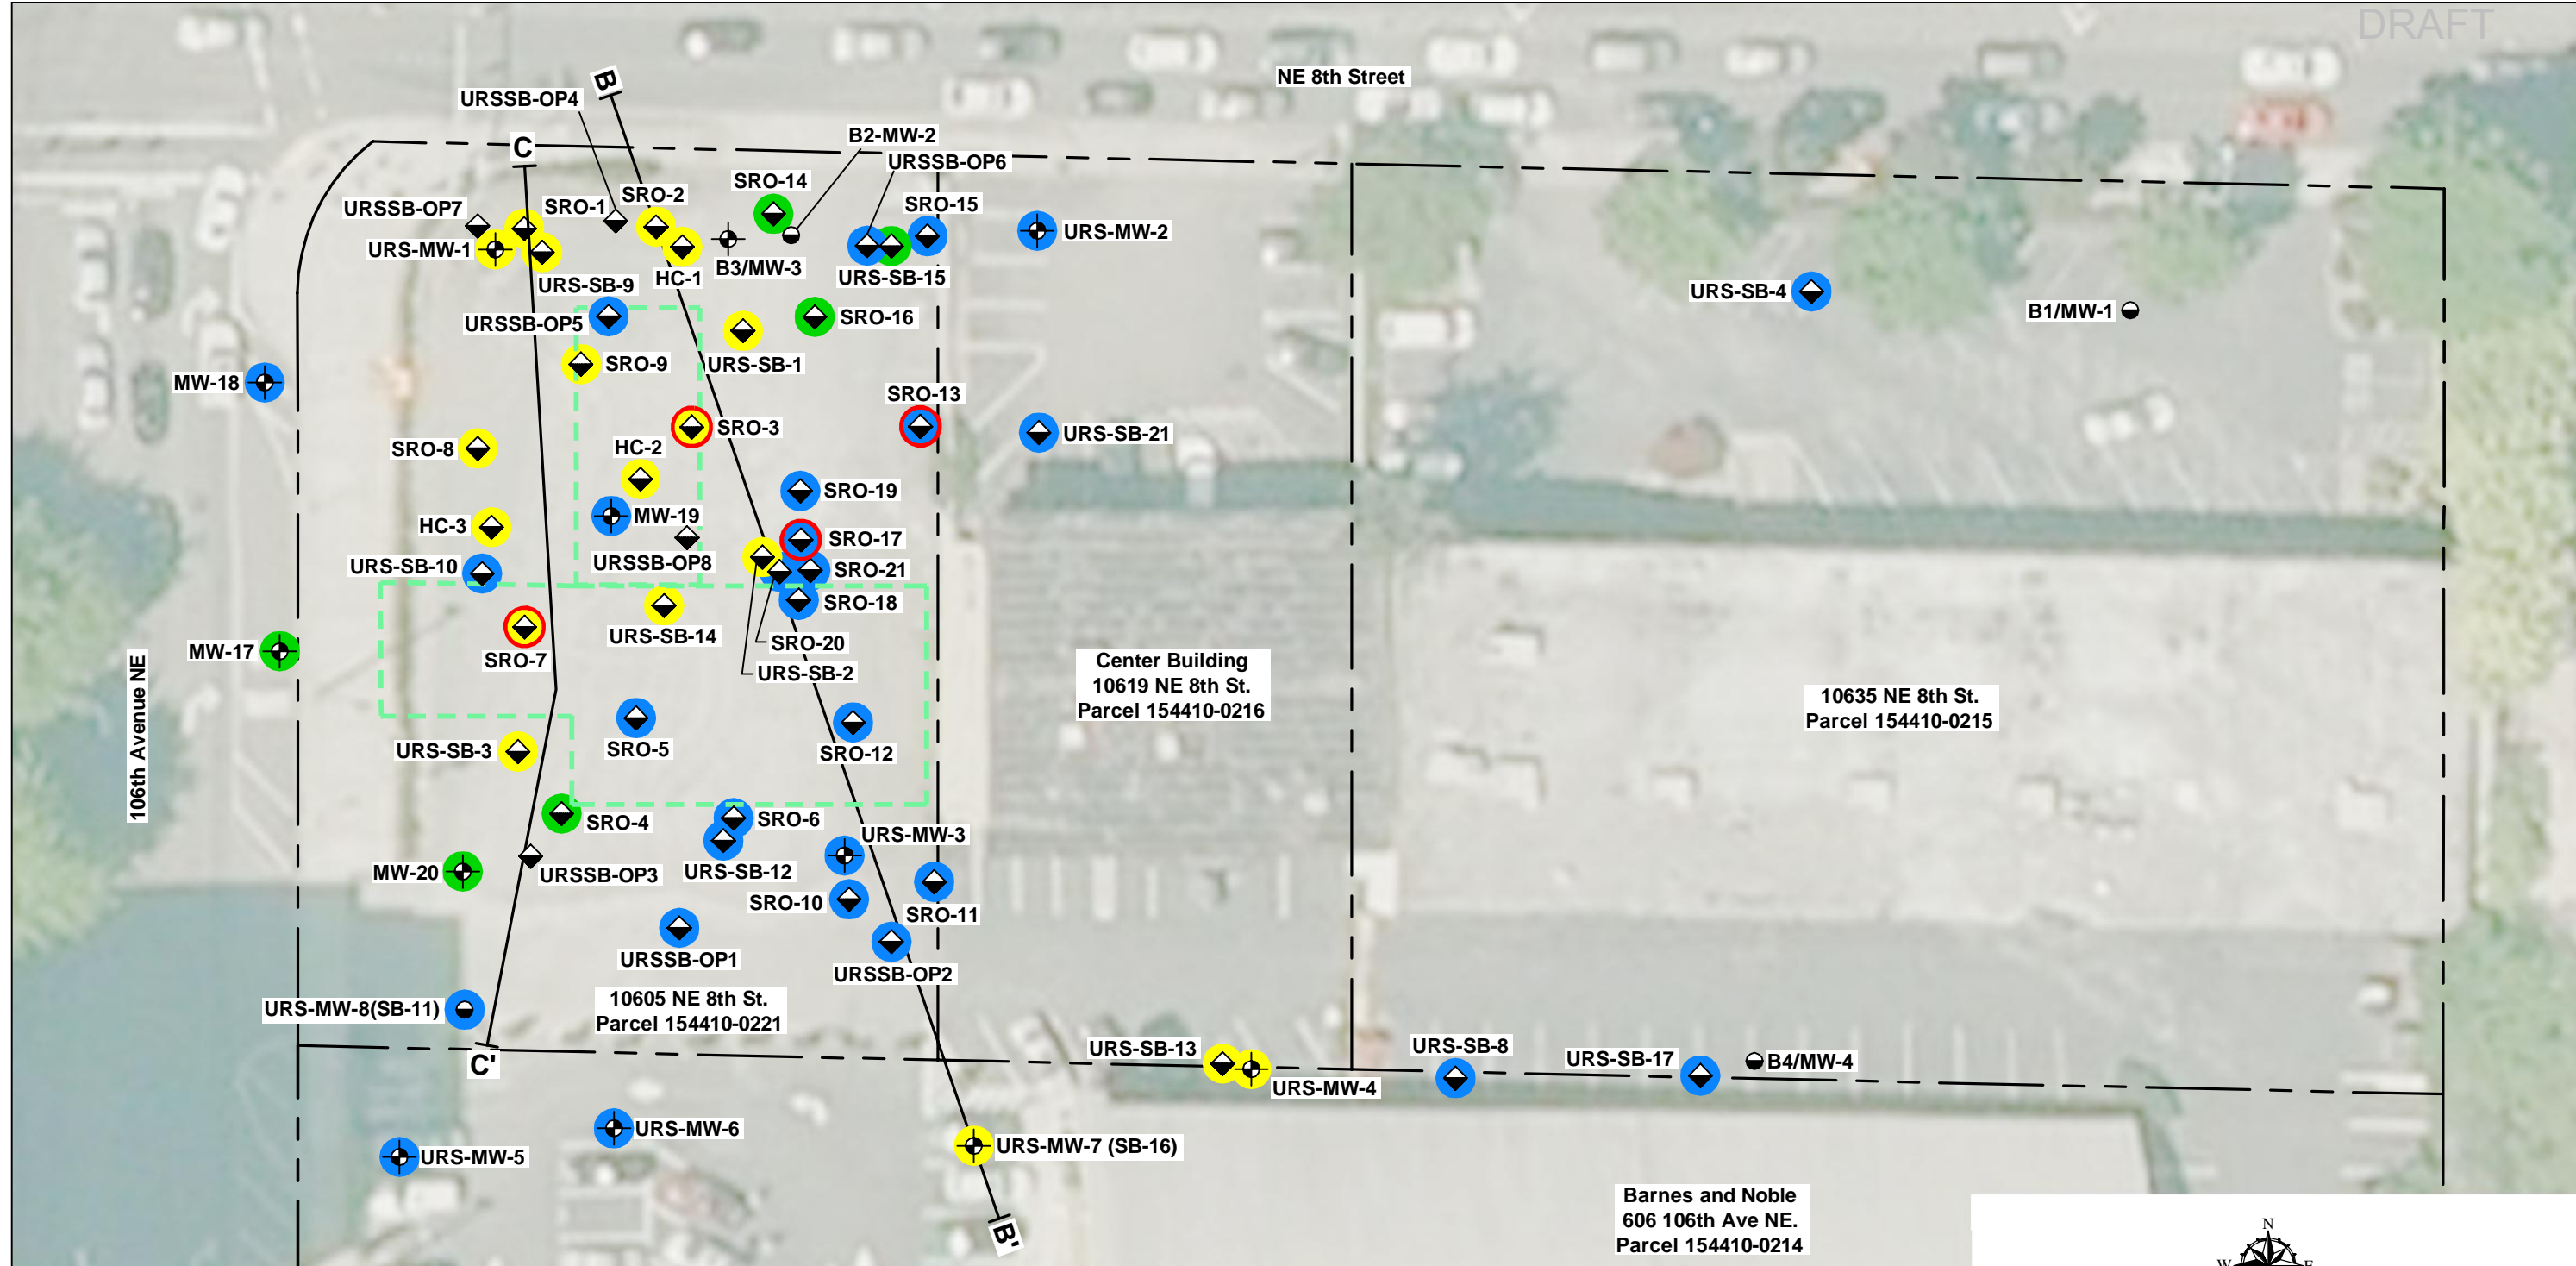 DRAFT
NE 8th Street
B
URSSB-OP4
B2-MW-2
C
URSSB-OP6
SRO-14
SRO-2
SRO-1
URSSB-OP7
SRO-15
URS-MW-2
URS-MW-1
B3/MW-3
HC-1
URS-SB-15
URS-SB-9
URS-SB-4
B1/MW-1
URSSB-OP5
SRO-16
SRO-9
URS-SB-1
MW-18
SRO-13
SRO-3
URS-SB-21
SRO-8
HC-2
SRO-19
MW-19
HC-3
SRO-17
URSSB-OP8
URS-SB-10
SRO-21
SRO-18
URS-SB-14
SRO-20
MW-17
SRO-7
URS-SB-2
Center Building
10619 NE 8th St.
Parcel 154410-0216
10635 NE 8th St.
Parcel 154410-0215
106th Avenue NE
URS-SB-3
SRO-5
SRO-12
SRO-4
SRO-6
URS-MW-3
MW-20
URSSB-OP3
URS-SB-12
SRO-10
SRO-11
URSSB-OP1
URSSB-OP2
URS-MW-8(SB-11)
10605 NE 8th St.
Parcel 154410-0221
C'
URS-SB-13
URS-MW-4
URS-SB-8
URS-SB-17
B4/MW-4
URS-MW-6
URS-MW-5
URS-MW-7 (SB-16)
B'
Barnes and Noble
606 106th Ave NE.
Parcel 154410-0214
N
W E